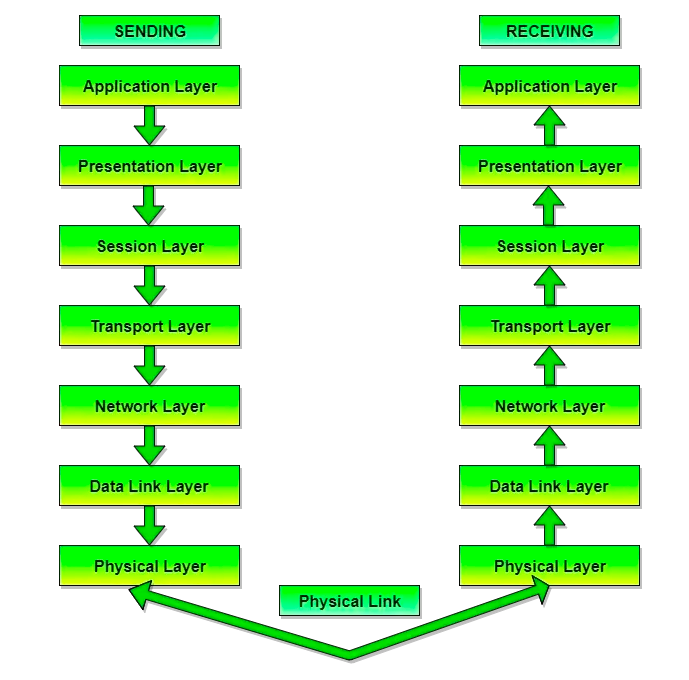 SENDING
RECEIVING
Application Layer
Application Layer
Presentation Layer
Presentation Layer
Session Layer
Session Layer
Transport Layer
Transport Layer
Network Layer
Network Layer
Data Link Layer
Data Link Layer
Physical Layer
Physical Layer
Physical Link